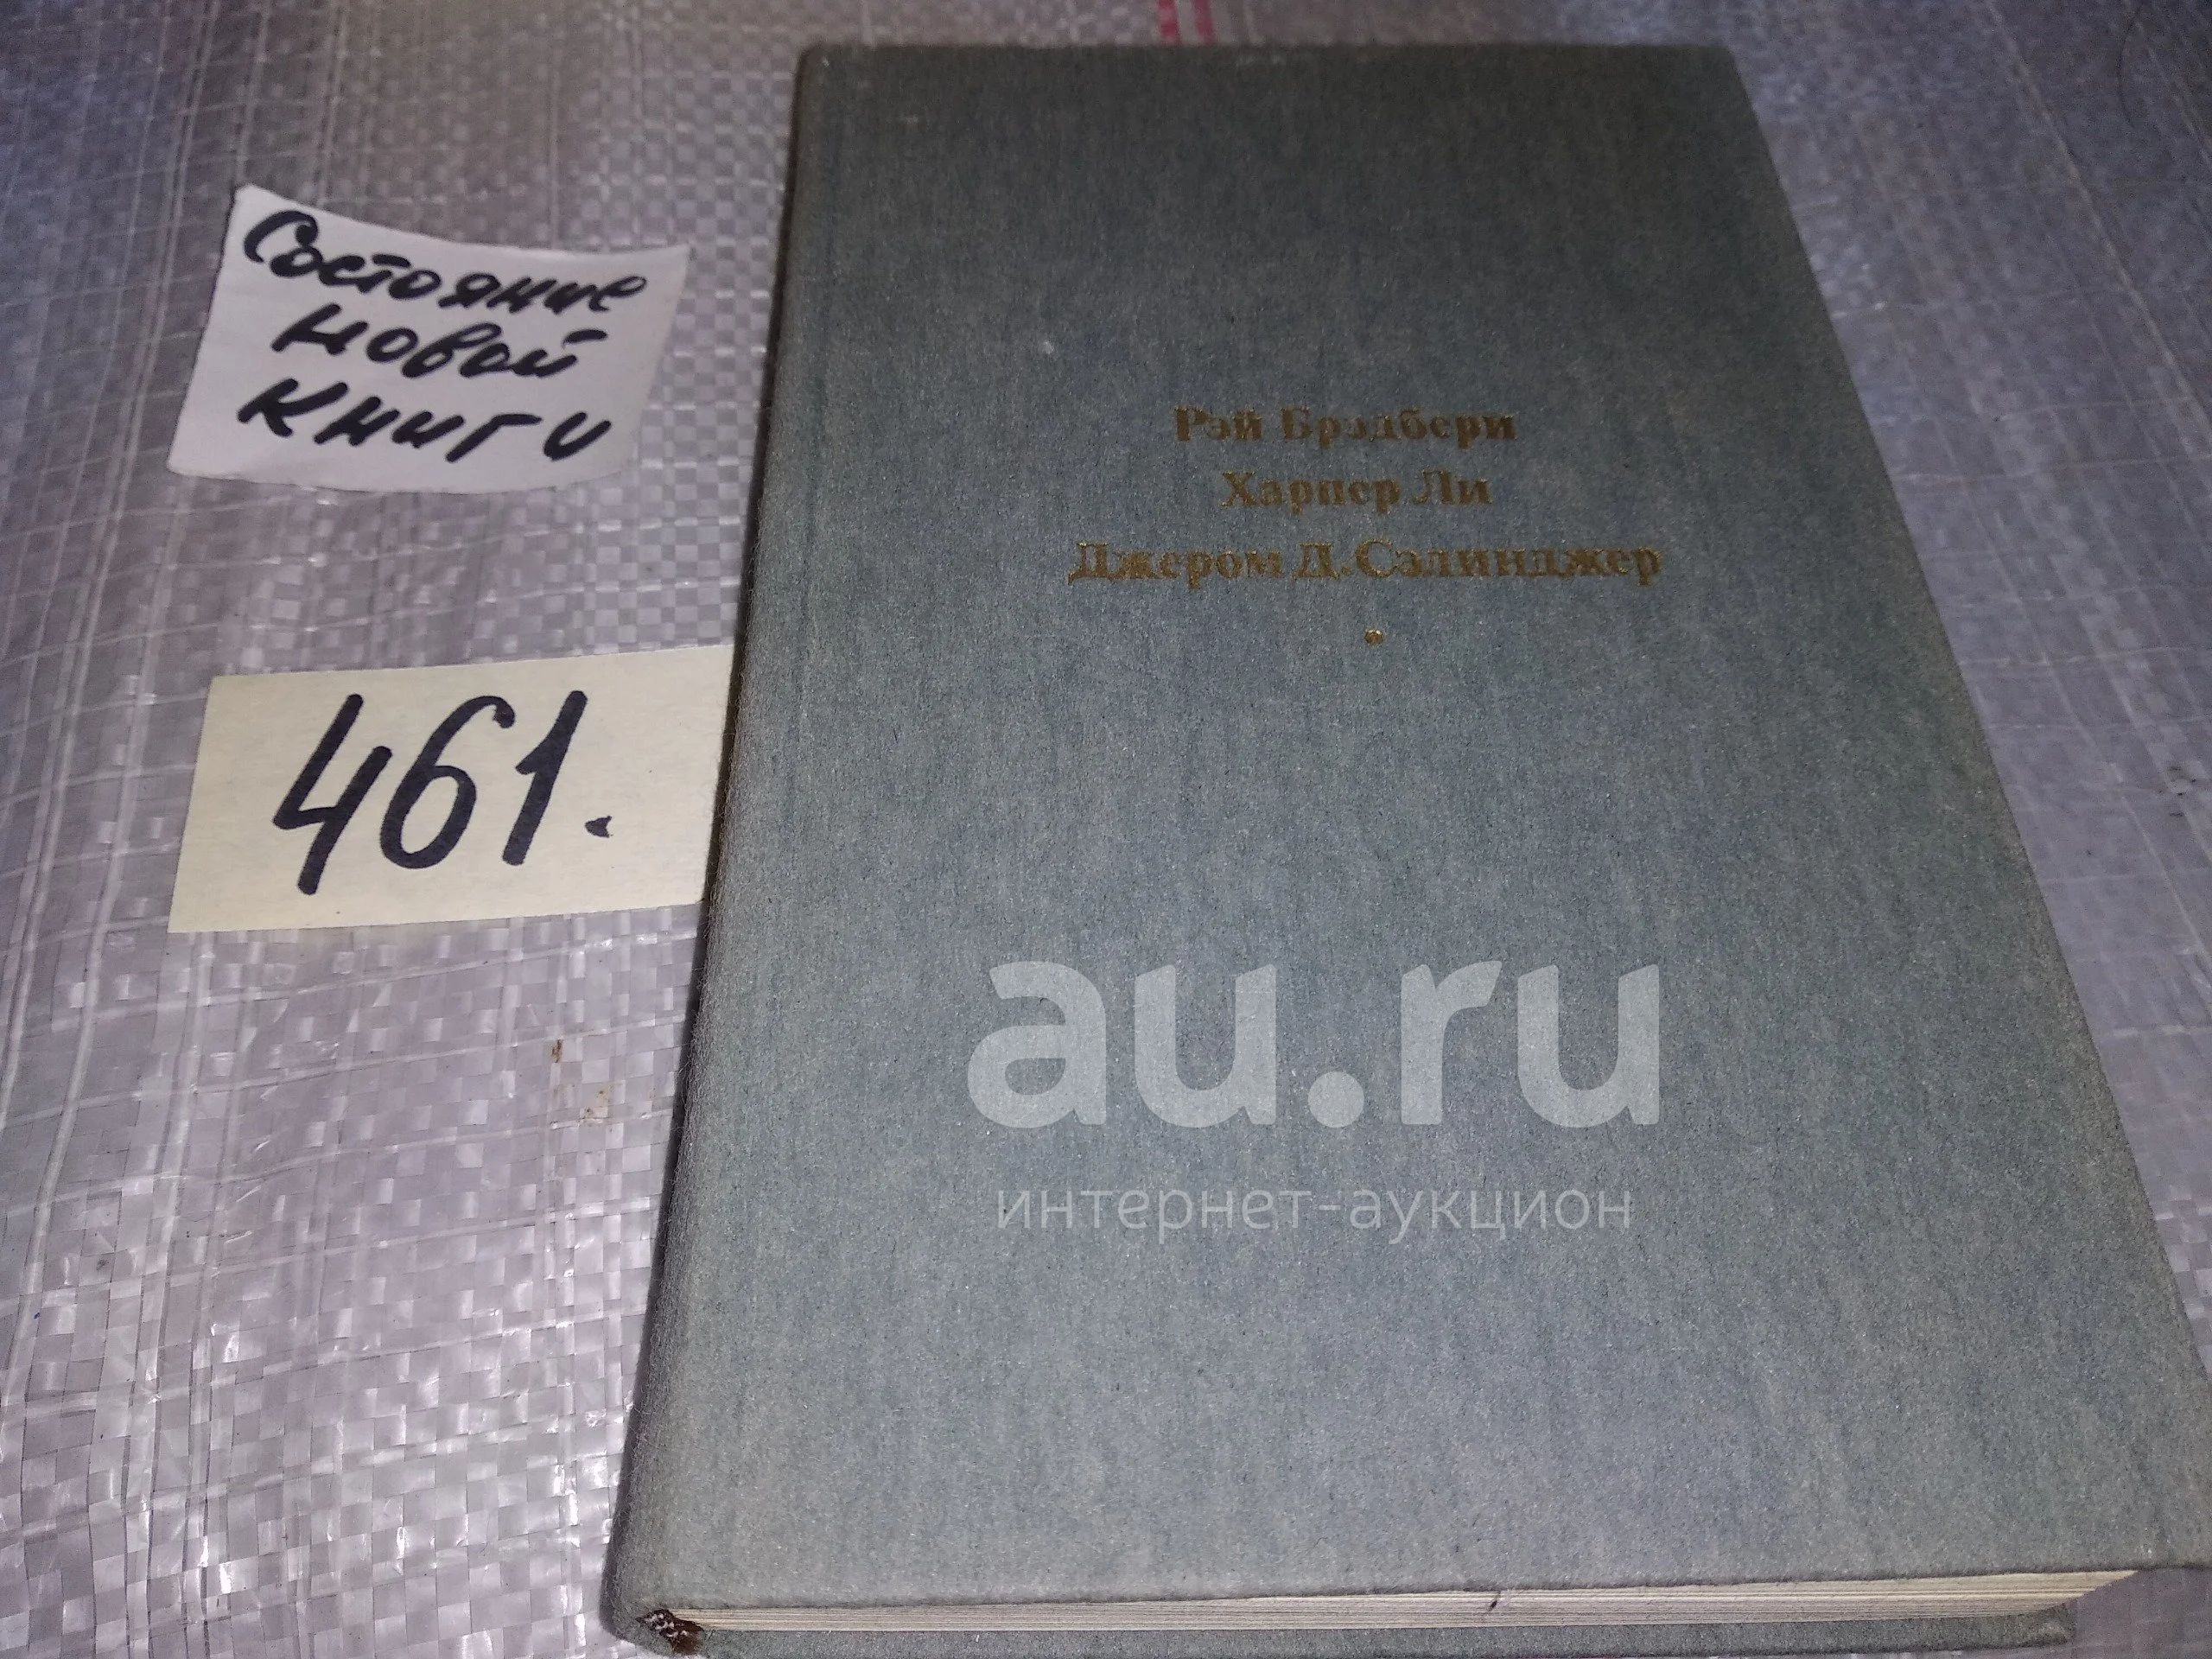 Состояние
новой
книги
461.
Рэй Брэдбери
Харпер Ли
Джером Д. Сэлинджер
au.ru
интернет-аукцион